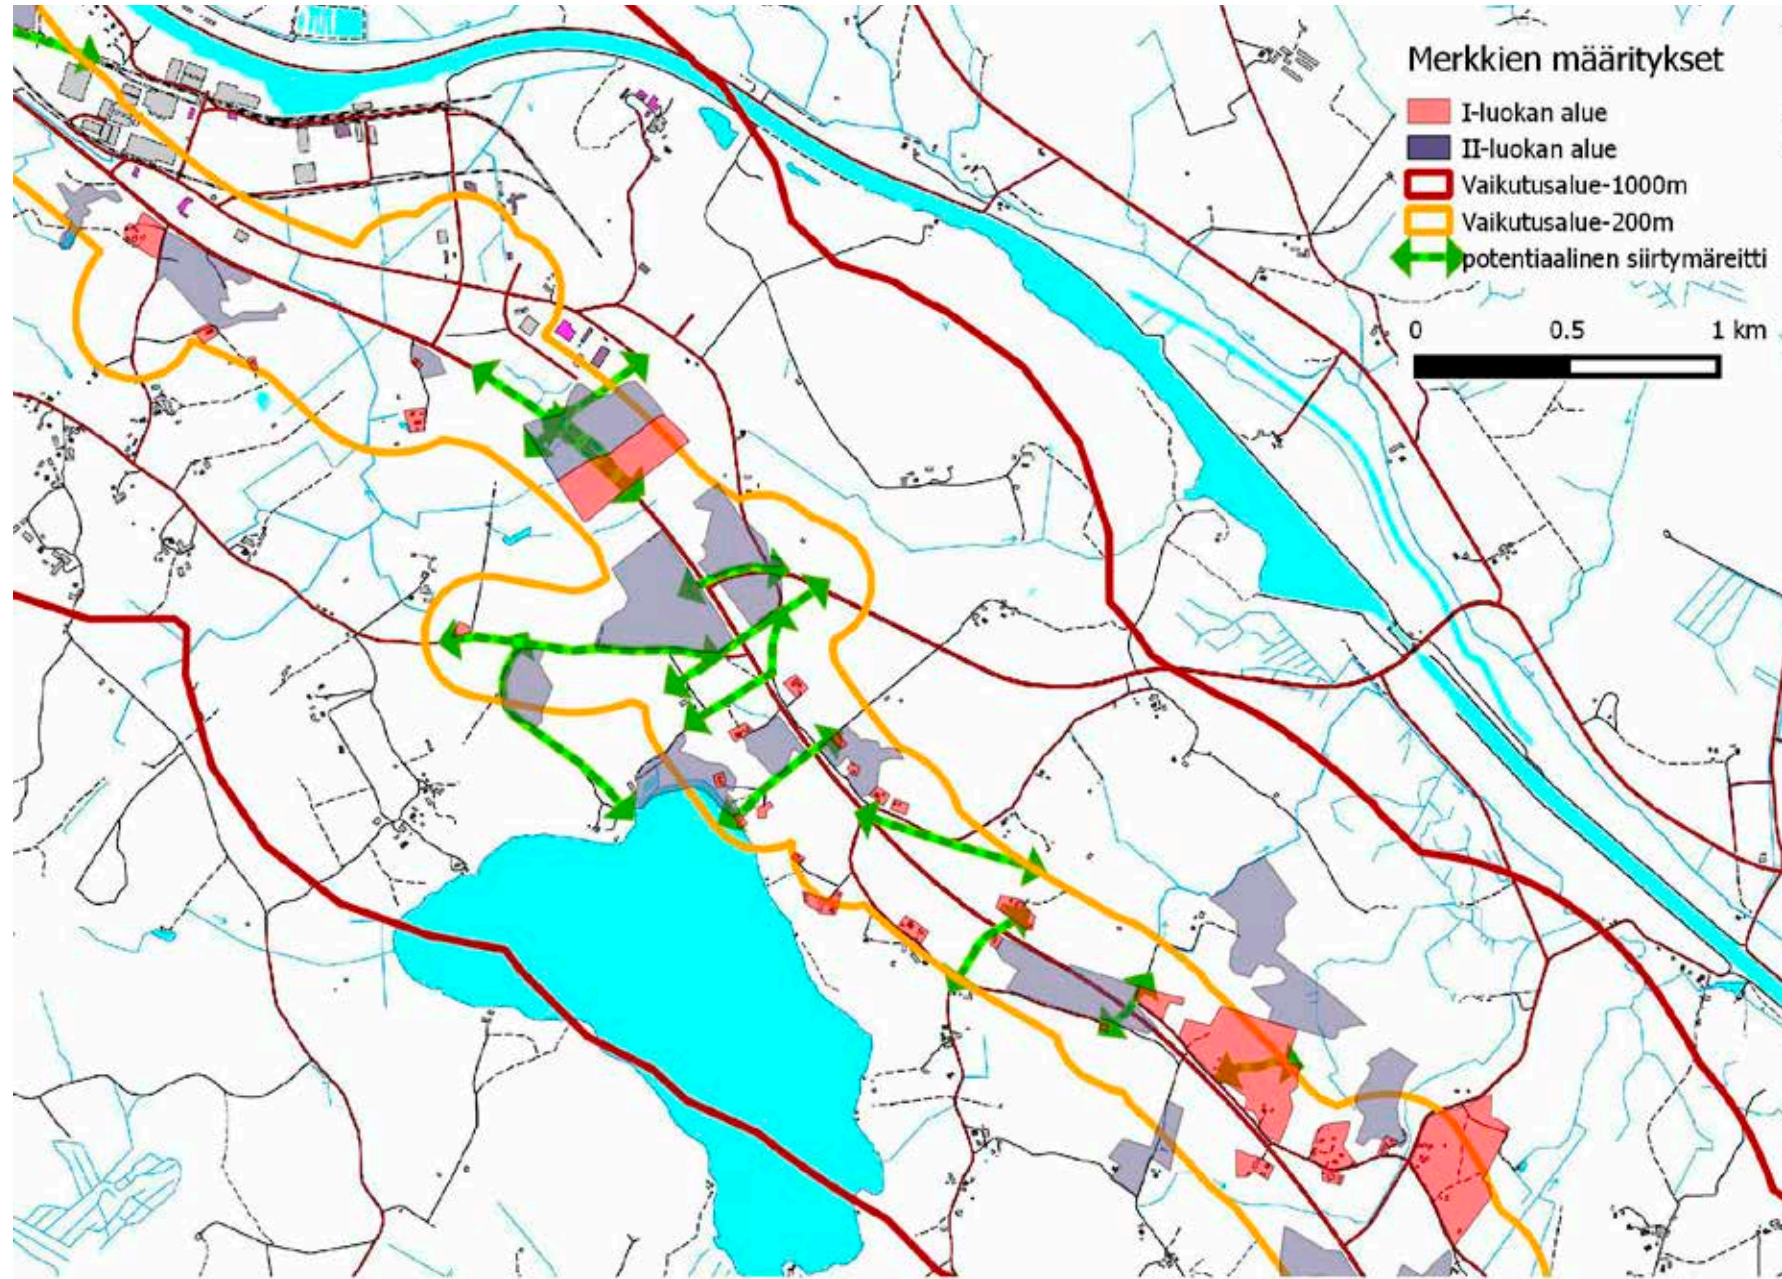 Merkkien määritykset
I-luokan alue
II-luokan alue
Vaikutusalue-1000m
Vaikutusalue-200m
potentiaalinen siirtymäreitti
0 0.5 1 km